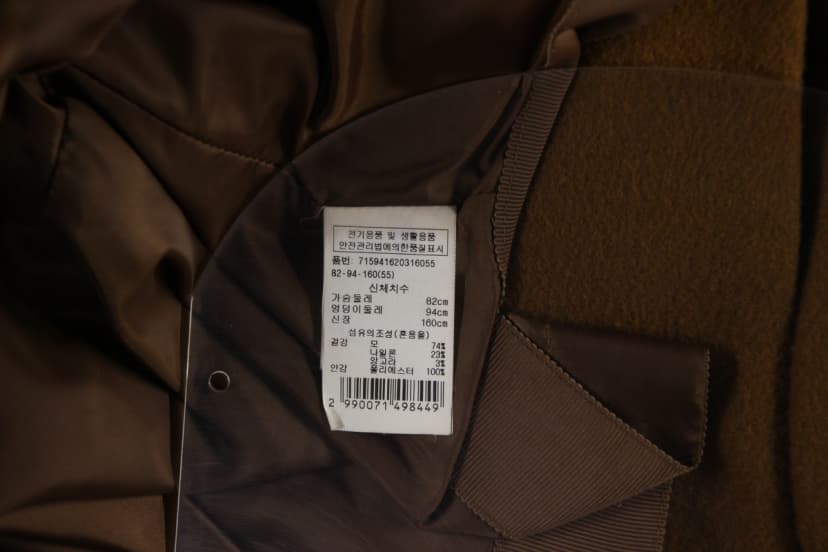 전기용품 및 생활용품
안전관리법에의한품질표시
품번: 715941620316055
82-94-160(55)
신체치수
가슴둘레 82cm
엉덩이둘레 94cm
신장 160cm
섬유의조성(혼용율)
겉감 모 74%
나일론 23%
앙고라 3%
안감 폴리에스터 100%
2 990071 498449